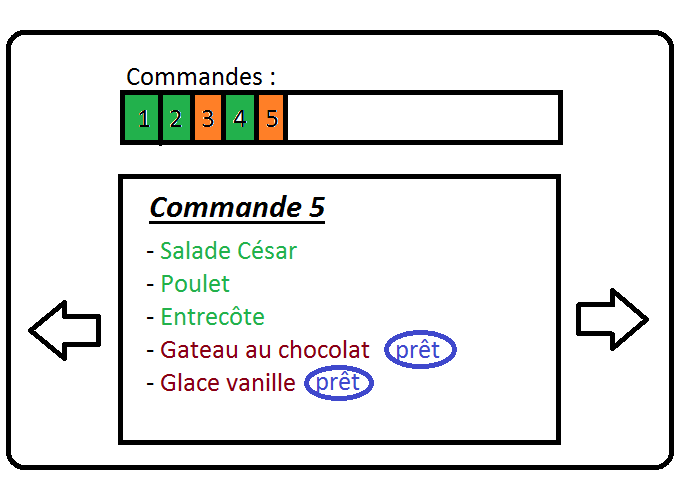 Commandes :
1 2 3 4 5
Commande 5
- Salade César
- Poulet
- Entrecôte
- Gateau au chocolat prêt
- Glace vanille prêt